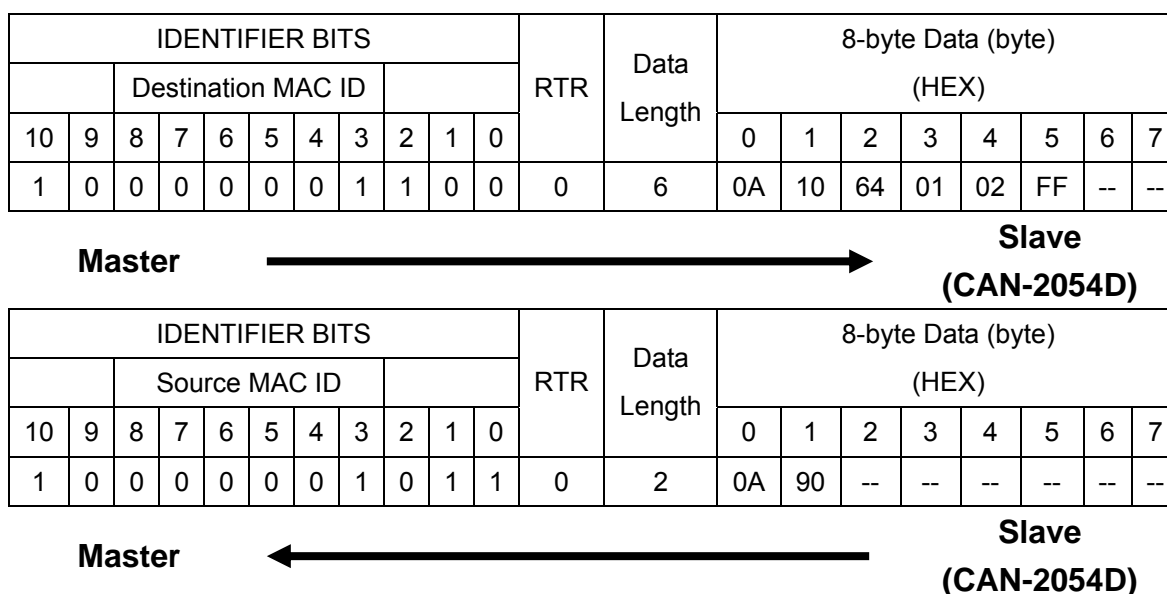 IDENTIFIER BITS RTR Data Length 8-byte Data (byte) (HEX)
Destination MAC ID
10 9 8 7 6 5 4 3 2 1 0 0 1 2 3 4 5 6 7
1 0 0 0 0 0 0 1 1 0 0 0 6 0A 10 64 01 02 FF -- --
Master Slave
(CAN-2054D)
IDENTIFIER BITS RTR Data Length 8-byte Data (byte) (HEX)
Source MAC ID
10 9 8 7 6 5 4 3 2 1 0 0 1 2 3 4 5 6 7
1 0 0 0 0 0 0 1 0 1 1 0 2 0A 90 -- -- -- -- -- --
Master Slave
(CAN-2054D)